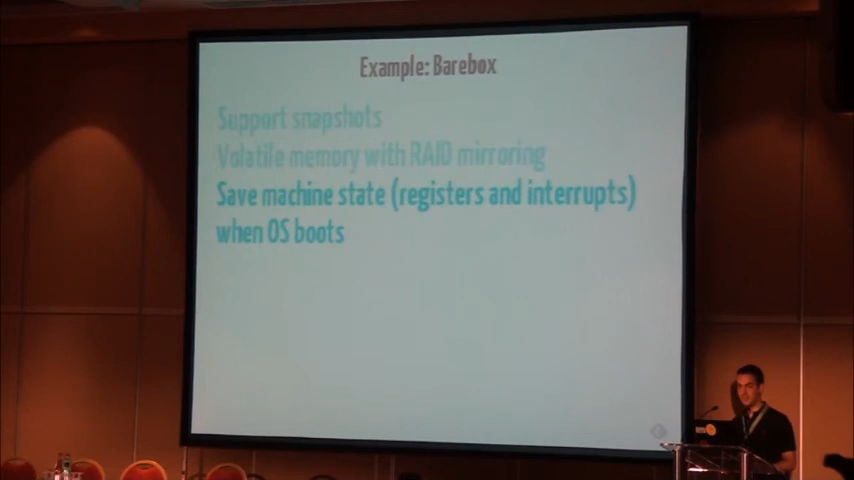 Example: Barebox
Support snapshots
Volatile memory with RAID mirroring
Save machine state (registers and interrupts)
when OS boots